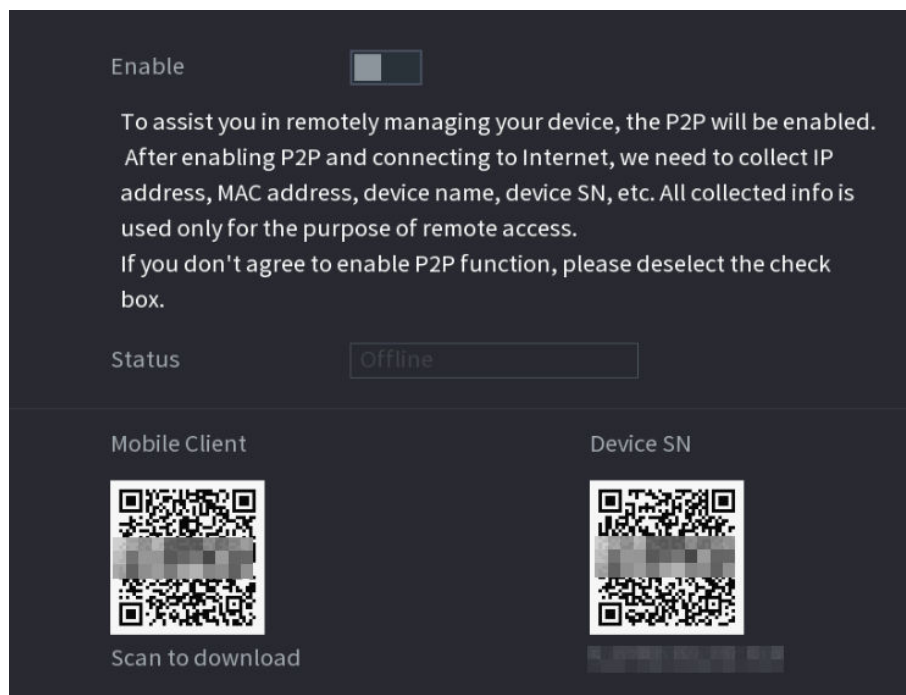 Enable
To assist you in remotely managing your device, the P2P will be enabled.
After enabling P2P and connecting to Internet, we need to collect IP
address, MAC address, device name, device SN, etc. All collected info is
used only for the purpose of remote access.
If you don't agree to enable P2P function, please deselect the check
box.
Status Offline
Mobile Client Device SN
Scan to download